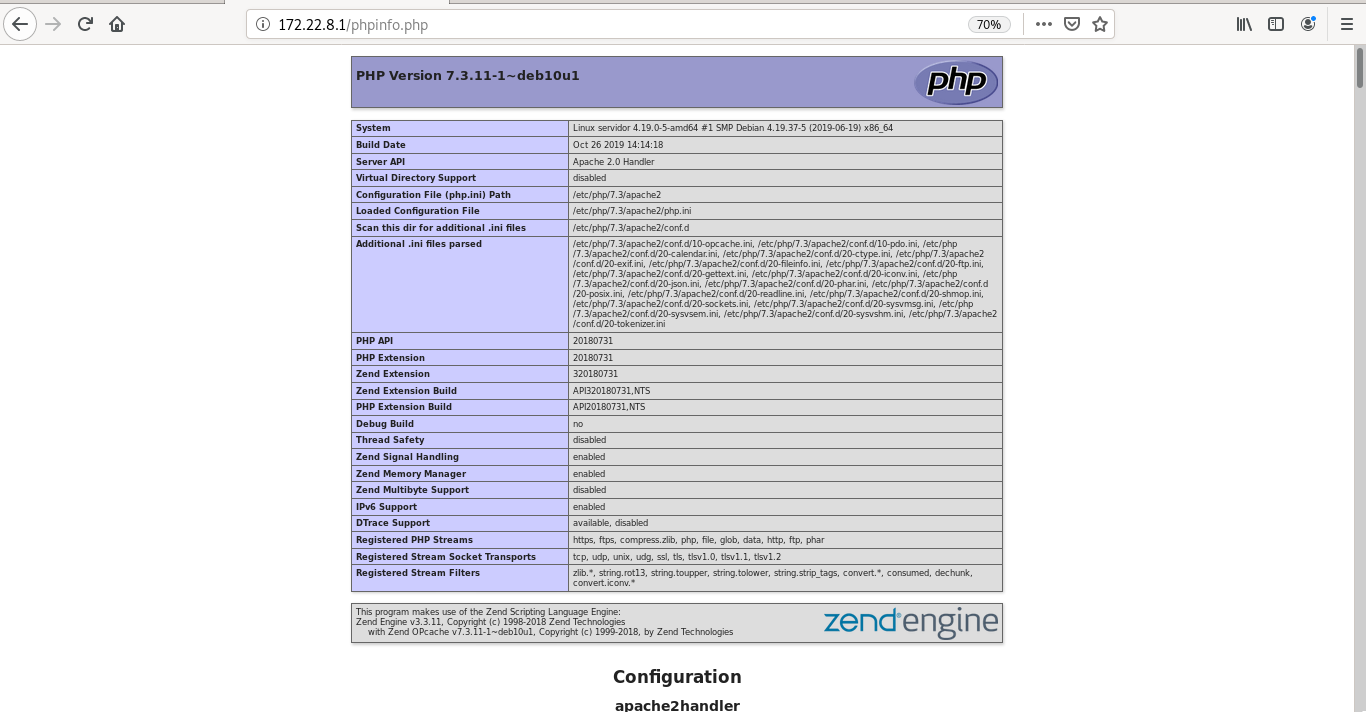 172.22.8.1/phpinfo.php
70%
PHP Version 7.3.11-1~deb10u1
php
System Linux servidor 4.19.0-5-amd64 #1 SMP Debian 4.19.37-5 (2019-06-19) x86_64
Build Date Oct 26 2019 14:14:18
Server API Apache 2.0 Handler
Virtual Directory Support disabled
Configuration File (php.ini) Path /etc/php/7.3/apache2
Loaded Configuration File /etc/php/7.3/apache2/php.ini
Scan this dir for additional .ini files /etc/php/7.3/apache2/conf.d
Additional .ini files parsed /etc/php/7.3/apache2/conf.d/10-opcache.ini, /etc/php/7.3/apache2/conf.d/10-pdo.ini, /etc/php
/7.3/apache2/conf.d/20-calendar.ini, /etc/php/7.3/apache2/conf.d/20-ctype.ini, /etc/php/7.3/apache2
/conf.d/20-exif.ini, /etc/php/7.3/apache2/conf.d/20-fileinfo.ini, /etc/php/7.3/apache2/conf.d/20-ftp.ini,
/etc/php/7.3/apache2/conf.d/20-gettext.ini, /etc/php/7.3/apache2/conf.d/20-iconv.ini, /etc/php
/7.3/apache2/conf.d/20-json.ini, /etc/php/7.3/apache2/conf.d/20-phar.ini, /etc/php/7.3/apache2/conf.d
/20-posix.ini, /etc/php/7.3/apache2/conf.d/20-readline.ini, /etc/php/7.3/apache2/conf.d/20-shmop.ini,
/etc/php/7.3/apache2/conf.d/20-sockets.ini, /etc/php/7.3/apache2/conf.d/20-sysvmsg.ini, /etc/php
/7.3/apache2/conf.d/20-sysvsem.ini, /etc/php/7.3/apache2/conf.d/20-sysvshm.ini, /etc/php/7.3/apache2
/conf.d/20-tokenizer.ini
PHP API 20180731
PHP Extension 20180731
Zend Extension 320180731
Zend Extension Build API320180731,NTS
PHP Extension Build API20180731,NTS
Debug Build no
Thread Safety disabled
Zend Signal Handling enabled
Zend Memory Manager enabled
Zend Multibyte Support disabled
IPv6 Support enabled
DTrace Support available, disabled
Registered PHP Streams https, ftps, compress.zlib, php, file, glob, data, http, ftp, phar
Registered Stream Socket Transports tcp, udp, unix, udg, ssl, tls, tlsv1.0, tlsv1.1, tlsv1.2
Registered Stream Filters zlib.*, string.rot13, string.toupper, string.tolower, string.strip_tags, convert.*, consumed, dechunk,
convert.iconv.*
This program makes use of the Zend Scripting Language Engine:
Zend Engine v3.3.11, Copyright (c) 1998-2018 Zend Technologies
with Zend OPcache v7.3.11-1~deb10u1, Copyright (c) 1999-2018, by Zend Technologies
zend engine
Configuration
apache2handler